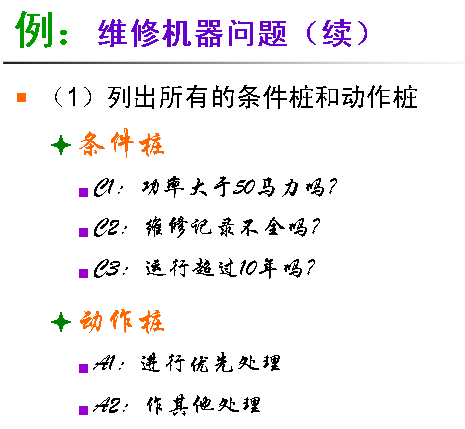 例：维修机器问题（续）
（1）列出所有的条件桩和动作桩
条件桩
C1：功率大于50马力吗？
C2：维修记录不全吗？
C3：运行超过10年吗？
动作桩
A1：进行优先处理
A2：作其他处理